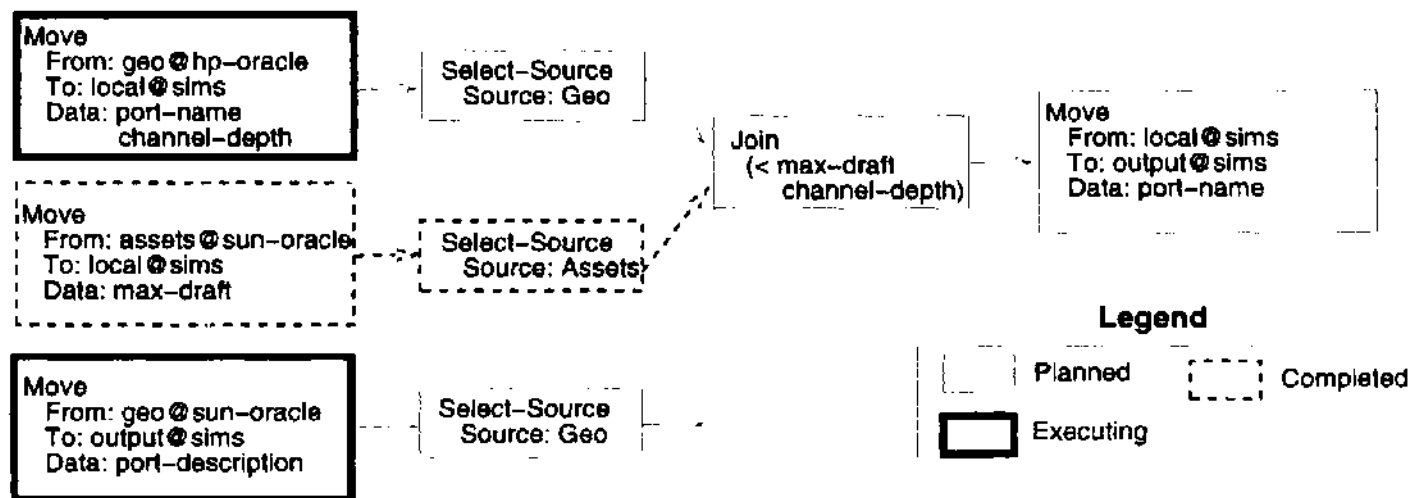 Move
From: geo@hp-oracle
To: local@sims
Data: port-name
channel-depth
Select-Source
Source: Geo
Join
(< max-draft
channel-depth)
Move
From: local@sims
To: output@sims
Data: port-name
Move
From: assets@sun-oracle
To: local@sims
Data: max-draft
Select-Source
Source: Assets
Move
From: geo@sun-oracle
To: output@sims
Data: port-description
Select-Source
Source: Geo
Legend
Planned
Completed
Executing